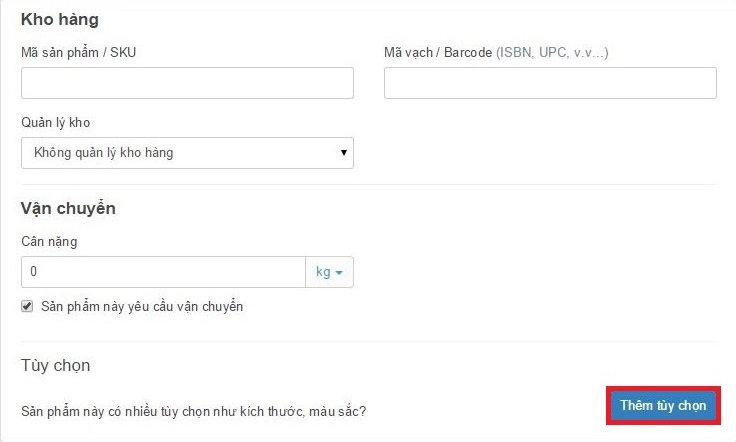 Kho hàng
Mã sản phẩm / SKU
Mã vạch / Barcode (ISBN, UPC, v.v...)
Quản lý kho
Không quản lý kho hàng
Vận chuyển
Cân nặng
0
kg
Sản phẩm này yêu cầu vận chuyển
Tùy chọn
Sản phẩm này có nhiều tùy chọn như kích thước, màu sắc?
Thêm tùy chọn